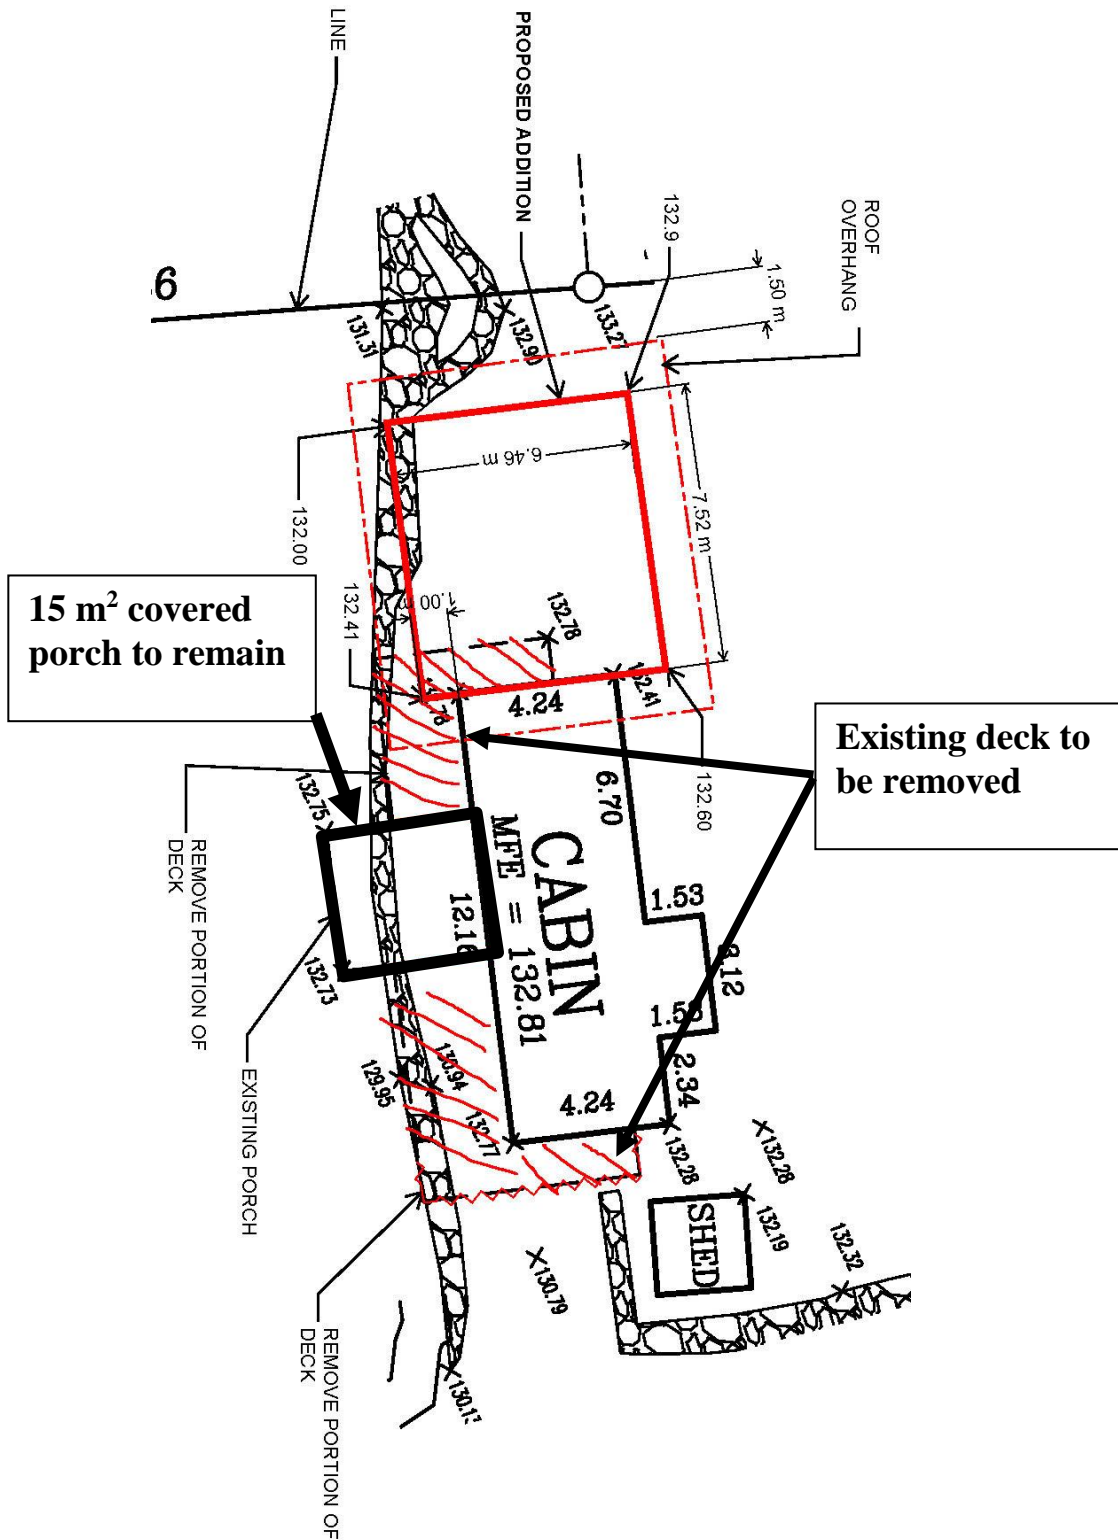 LINE
PROPOSED ADDITION
132.9
ROOF
OVERHANG
1.50 m
6
131.31
132.90
133.27
6.46 m
7.52 m
132.00
132.41
1.00 m
132.78
132.41
4.24
132.60
15 m² covered
porch to remain
Existing deck to
be removed
6.70
CABIN
MFE = 132.81
12.16
1.53
3.12
1.53
2.34
4.24
132.75
132.73
REMOVE PORTION OF
DECK
EXISTING PORCH
129.95
130.94
132.77
132.28
132.28
132.19
132.32
SHED
130.79
130.13
REMOVE PORTION OF
DECK